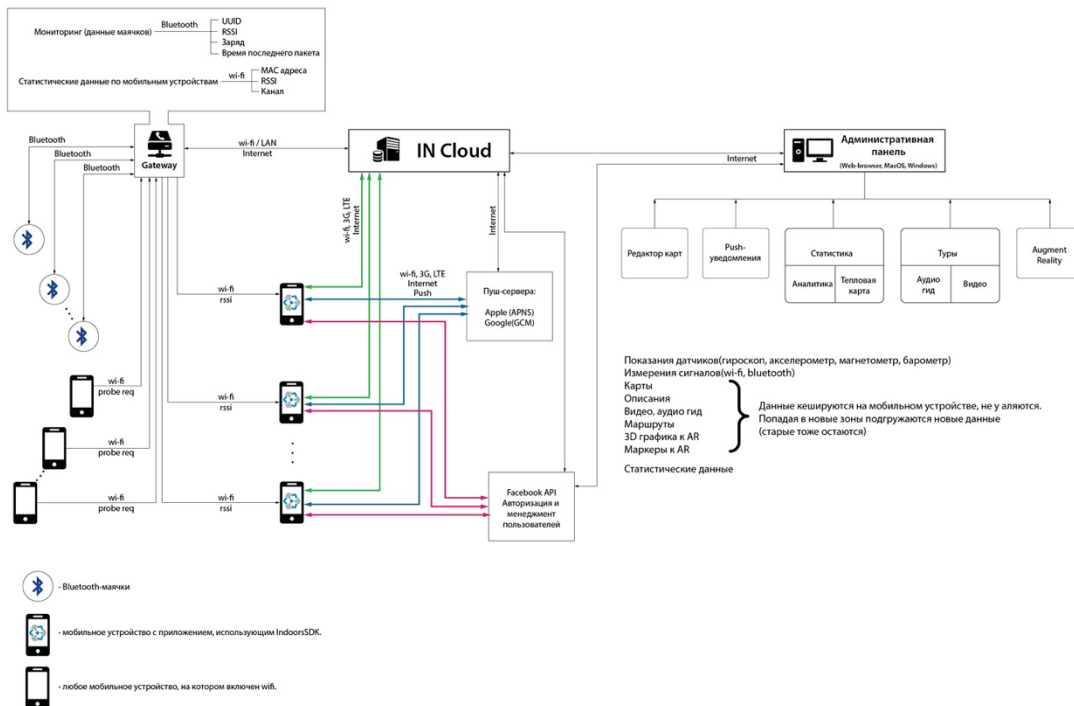 Мониторинг (данные маячков)
Bluetooth
UUID
RSSI
Заряд
Время последнего пакета
Статистические данные по мобильным устройствам
wi-fi
MAC адреса
RSSI
Канал
Bluetooth
Bluetooth
Bluetooth
Gateway
wi-fi / LAN
Internet
IN Cloud
Internet
Административная
панель
(Web-browser, MacOS, Windows)
wi-fi, 3G, LTE
Internet
Internet
Редактор карт
Push-
уведомления
Статистика
Аналитика
Тепловая
карта
Туры
Аудио
гид
Видео
Augment
Reality
wi-fi
rssi
wi-fi, 3G, LTE
Internet
Push
Пуш-сервера:
Apple (APNS)
Google(GCM)
wi-fi
probe req
wi-fi
rssi
wi-fi
probe req
wi-fi
probe req
wi-fi
rssi
Facebook API
Авторизация и
менеджмент
пользователей
Показания датчиков(гироскоп, акселерометр, магнетометр, барометр)
Измерения сигналов(wi-fi, bluetooth)
Карты
Описания
Видео, аудио гид
Маршруты
3D графика к AR
Маркеры к AR
Данные кешируются на мобильном устройстве, не у аляются.
Попадая в новые зоны подгружаются новые данные
(старые тоже остаются)
Статистические данные
- Bluetooth-маячки
- мобильное устройство с приложением, использующим IndoorsSDK.
- любое мобильное устройство, на котором включен wifi.